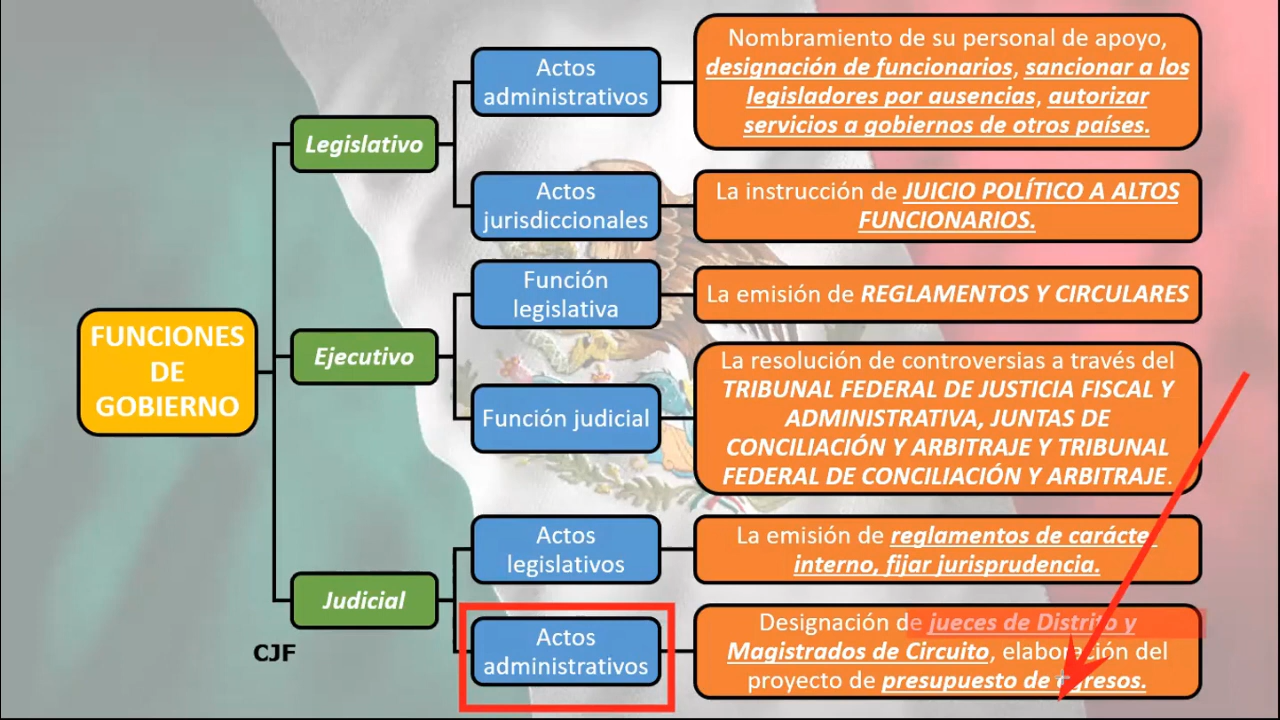 FUNCIONES
DE
GOBIERNO
Legislativo
Actos
administrativos
Nombramiento de su personal de apoyo,
designación de funcionarios, sancionar a los
legisladores por ausencias, autorizar
servicios a gobiernos de otros países.
Actos
jurisdiccionales
La instrucción de JUICIO POLÍTICO A ALTOS
FUNCIONARIOS.
Ejecutivo
Función
legislativa
La emisión de REGLAMENTOS Y CIRCULARES
Función judicial
La resolución de controversias a través del
TRIBUNAL FEDERAL DE JUSTICIA FISCAL Y
ADMINISTRATIVA, JUNTAS DE
CONCILIACIÓN Y ARBITRAJE Y TRIBUNAL
FEDERAL DE CONCILIACIÓN Y ARBITRAJE.
Judicial
CJF
Actos
legislativos
La emisión de reglamentos de carácter
interno, fijar jurisprudencia.
Actos
administrativos
Designación de jueces de Distrito y
Magistrados de Circuito, elaboración del
proyecto de presupuesto de egresos.